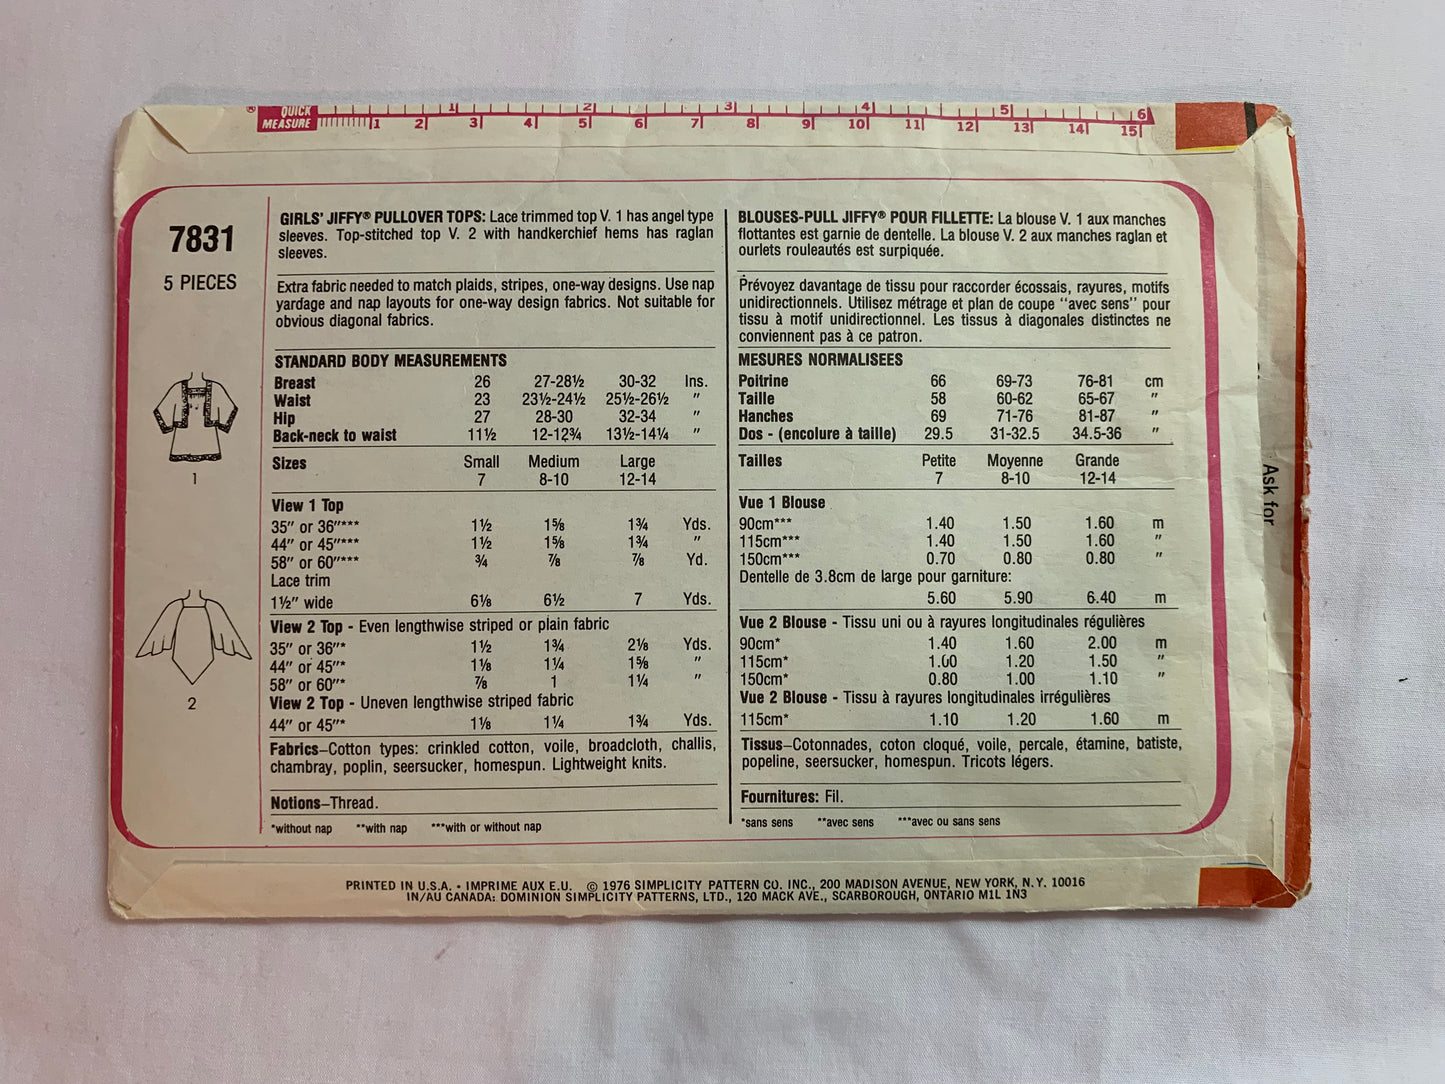 ® QUICK MEASURE
1 2 3 4 5 6
1 2 3 4 5 6 7 8 9 10 11 12 13 14 15
7831
5 PIECES
1
2
GIRLS' JIFFY® PULLOVER TOPS: Lace trimmed top V. 1 has angel type
sleeves. Top-stitched top V. 2 with handkerchief hems has raglan
sleeves.
Extra fabric needed to match plaids, stripes, one-way designs. Use nap
yardage and nap layouts for one-way design fabrics. Not suitable for
obvious diagonal fabrics.
STANDARD BODY MEASUREMENTS
Breast 26 27-28½ 30-32 Ins.
Waist 23 23½-24½ 25½-26½ "
Hip 27 28-30 32-34 "
Back-neck to waist 11½ 12-12¾ 13½-14¼ "
Sizes Small Medium Large
7 8-10 12-14
View 1 Top
35" or 36"*** 1½ 1⅝ 1¾ Yds.
44" or 45"*** 1½ 1⅝ 1¾ "
58" or 60"*** ¾ ⅞ ⅞ Yd.
Lace trim
1½" wide 6⅛ 6½ 7 Yds.
View 2 Top - Even lengthwise striped or plain fabric
35" or 36"* 1½ 1¾ 2⅛ Yds.
44" or 45"* 1⅛ 1¼ 1⅝ "
58" or 60"* ⅞ 1 1¼ "
View 2 Top - Uneven lengthwise striped fabric
44" or 45"* 1⅛ 1¼ 1¾ Yds.
Fabrics–Cotton types: crinkled cotton, voile, broadcloth, challis,
chambray, poplin, seersucker, homespun. Lightweight knits.
Notions–Thread.
*without nap **with nap ***with or without nap
BLOUSES-PULL JIFFY® POUR FILLETTE: La blouse V. 1 aux manches
flottantes est garnie de dentelle. La blouse V. 2 aux manches raglan et
ourlets rouleautés est surpiquée.
Prévoyez davantage de tissu pour raccorder écossais, rayures, motifs
unidirectionnels. Utilisez métrage et plan de coupe "avec sens" pour
tissu à motif unidirectionnel. Les tissus à diagonales distinctes ne
conviennent pas à ce patron.
MESURES NORMALISEES
Poitrine 66 69-73 76-81 cm
Taille 58 60-62 65-67 "
Hanches 69 71-76 81-87 "
Dos - (encolure à taille) 29.5 31-32.5 34.5-36 "
Tailles Petite Moyenne Grande
7 8-10 12-14
Vue 1 Blouse
90cm*** 1.40 1.50 1.60 m
115cm*** 1.40 1.50 1.60 "
150cm*** 0.70 0.80 0.80 "
Dentelle de 3.8cm de large pour garniture:
5.60 5.90 6.40 m
Vue 2 Blouse - Tissu uni ou à rayures longitudinales régulières
90cm* 1.40 1.60 2.00 m
115cm* 1.00 1.20 1.50 "
150cm* 0.80 1.00 1.10 "
Vue 2 Blouse - Tissu à rayures longitudinales irrégulières
115cm* 1.10 1.20 1.60 m
Tissus–Cotonnades, coton cloqué, voile, percale, étamine, batiste,
popeline, seersucker, homespun. Tricots légers.
Fournitures: Fil.
*sans sens **avec sens ***avec ou sans sens
Ask for
PRINTED IN U.S.A. • IMPRIME AUX E.U. © 1976 SIMPLICITY PATTERN CO. INC., 200 MADISON AVENUE, NEW YORK, N.Y. 10016
IN/AU CANADA: DOMINION SIMPLICITY PATTERNS, LTD., 120 MACK AVE., SCARBOROUGH, ONTARIO M1L 1N3